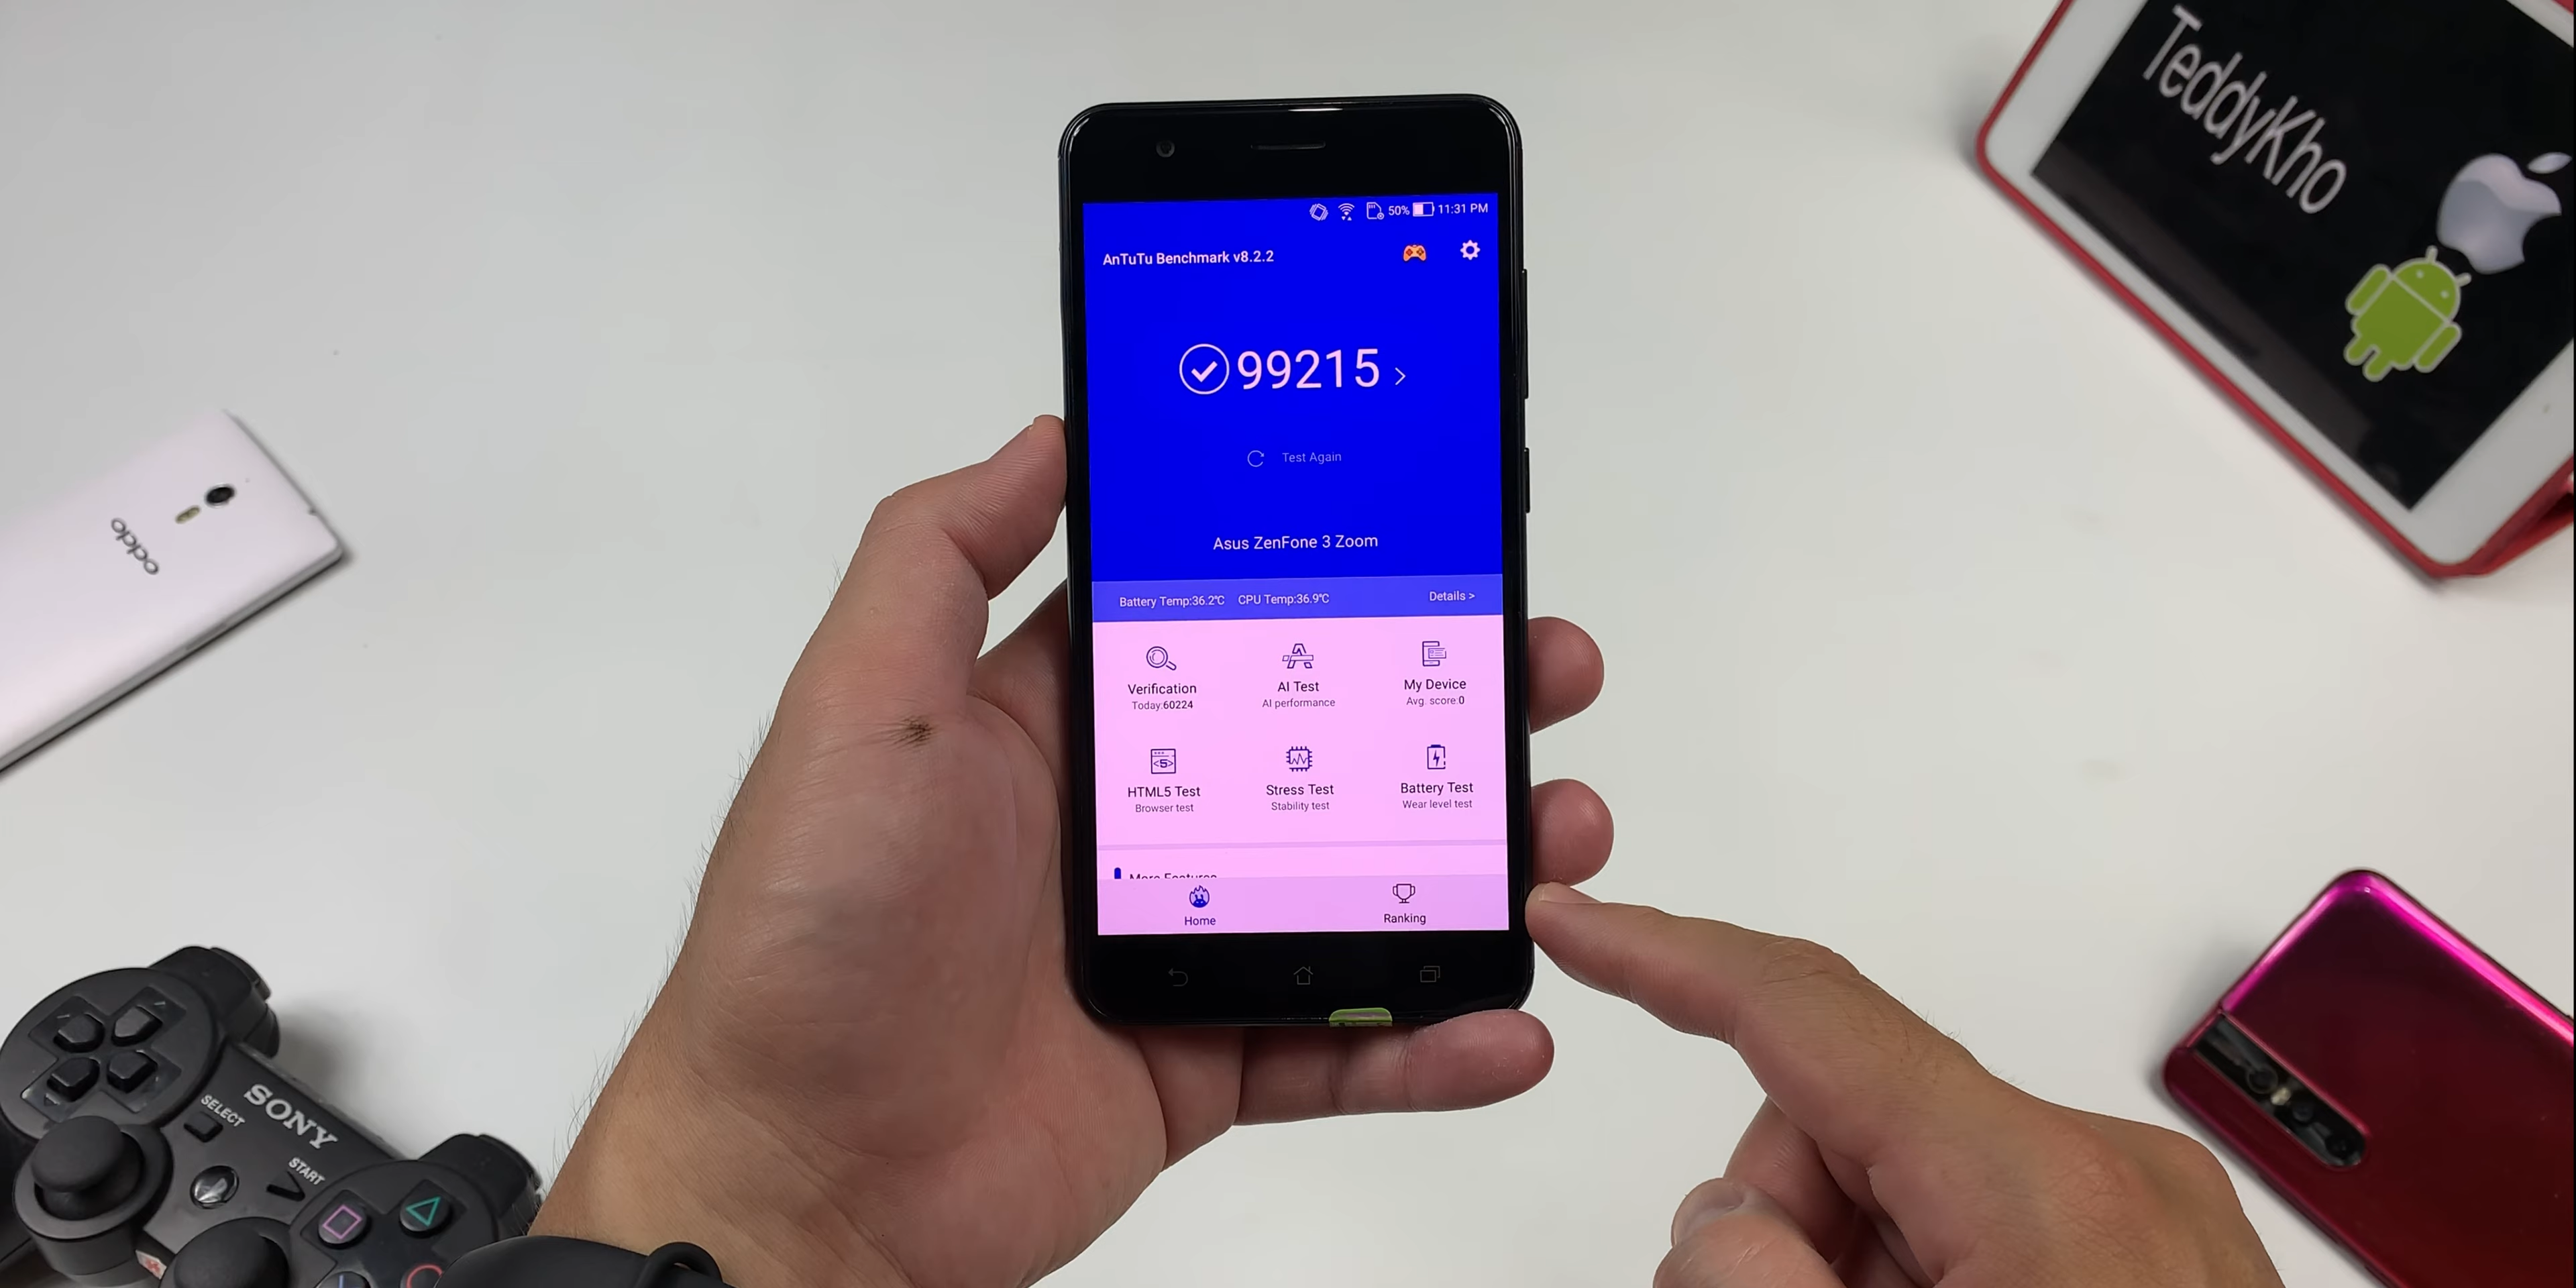 TeddyKho
50% 11:31 PM
AnTuTu Benchmark v8.2.2
99215 >
Test Again
Asus ZenFone 3 Zoom
Battery Temp:36.2℃ CPU Temp:36.9℃ Details >
Verification AI Test My Device
Today:60224 AI performance Avg. score:0
HTML5 Test Stress Test Battery Test
Browser test Stability test Wear level test
More Features
Home Ranking
oppo
SONY
SELECT
START